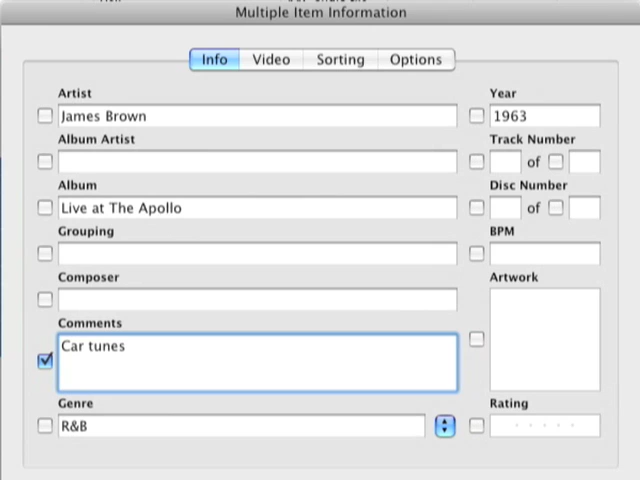 Multiple Item Information
Info Video Sorting Options
Artist
James Brown
Year
1963
Album Artist
Track Number
of
Album
Live at The Apollo
Disc Number
of
Grouping
BPM
Composer
Artwork
Comments
Car tunes
Genre
R&B
Rating